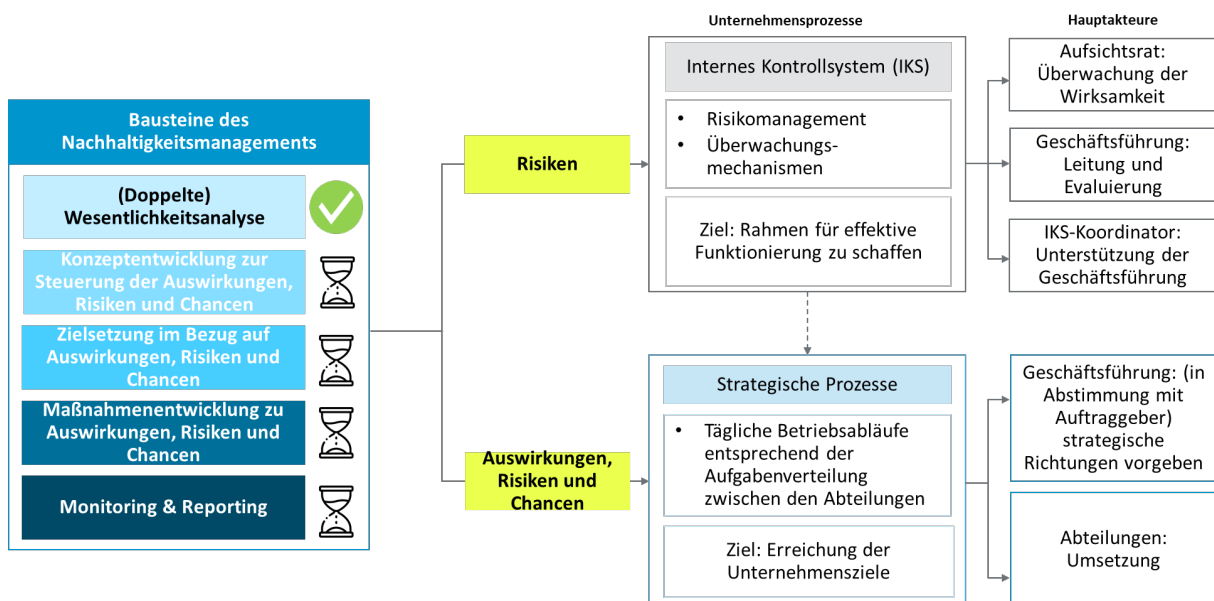 Unternehmensprozesse
Hauptakteure
Bausteine des
Nachhaltigkeitsmanagements
(Doppelte)
Wesentlichkeitsanalyse
Konzeptentwicklung zur
Steuerung der Auswirkungen,
Risiken und Chancen
Zielsetzung im Bezug auf
Auswirkungen, Risiken und
Chancen
Maßnahmenentwicklung zu
Auswirkungen, Risiken und
Chancen
Monitoring & Reporting
Risiken
Internes Kontrollsystem (IKS)
• Risikomanagement
• Überwachungs-
mechanismen
Ziel: Rahmen für effektive
Funktionierung zu schaffen
Aufsichtsrat:
Überwachung der
Wirksamkeit
Geschäftsführung:
Leitung und
Evaluierung
IKS-Koordinator:
Unterstützung der
Geschäftsführung
Auswirkungen,
Risiken und
Chancen
Strategische Prozesse
• Tägliche Betriebsabläufe
entsprechend der
Aufgabenverteilung
zwischen den Abteilungen
Ziel: Erreichung der
Unternehmensziele
Geschäftsführung: (in
Abstimmung mit
Auftraggeber)
strategische
Richtungen vorgeben
Abteilungen:
Umsetzung